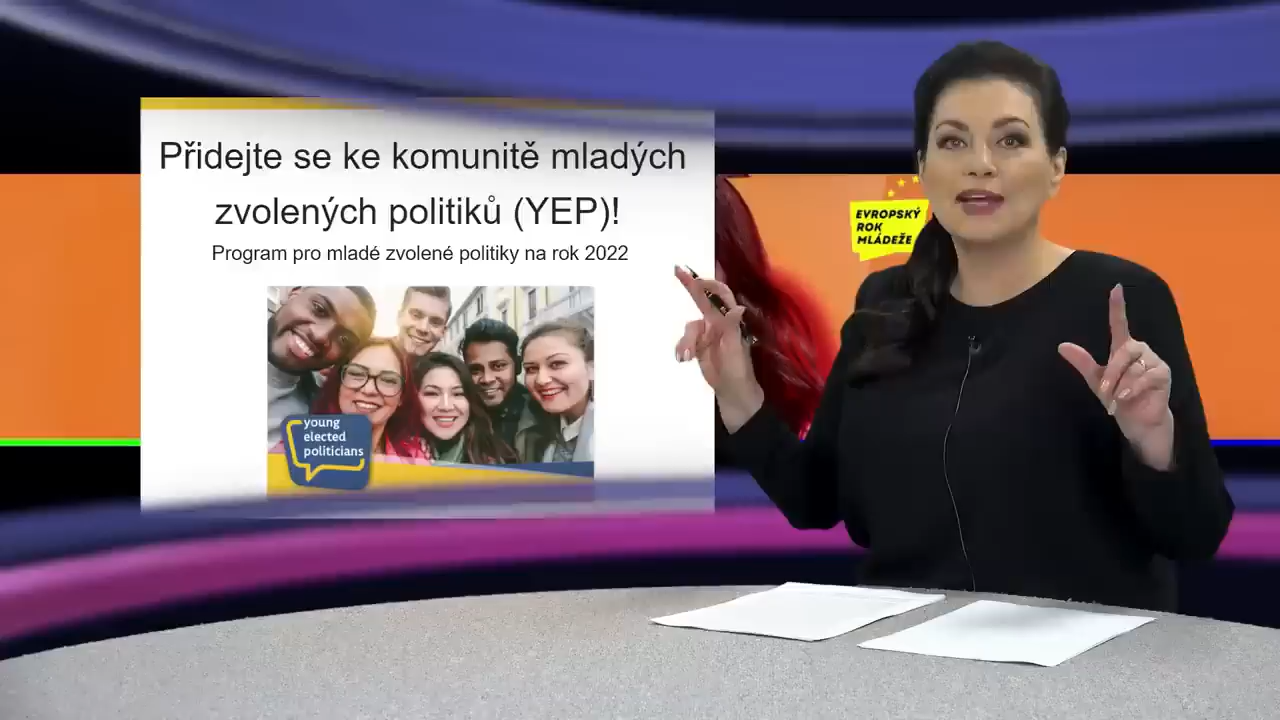 Přidejte se ke komunitě mladých
zvolených politiků (YEP)!
Program pro mladé zvolené politiky na rok 2022
young
elected
politicians
EVROPSKÝ
ROK
MLÁDEŽE